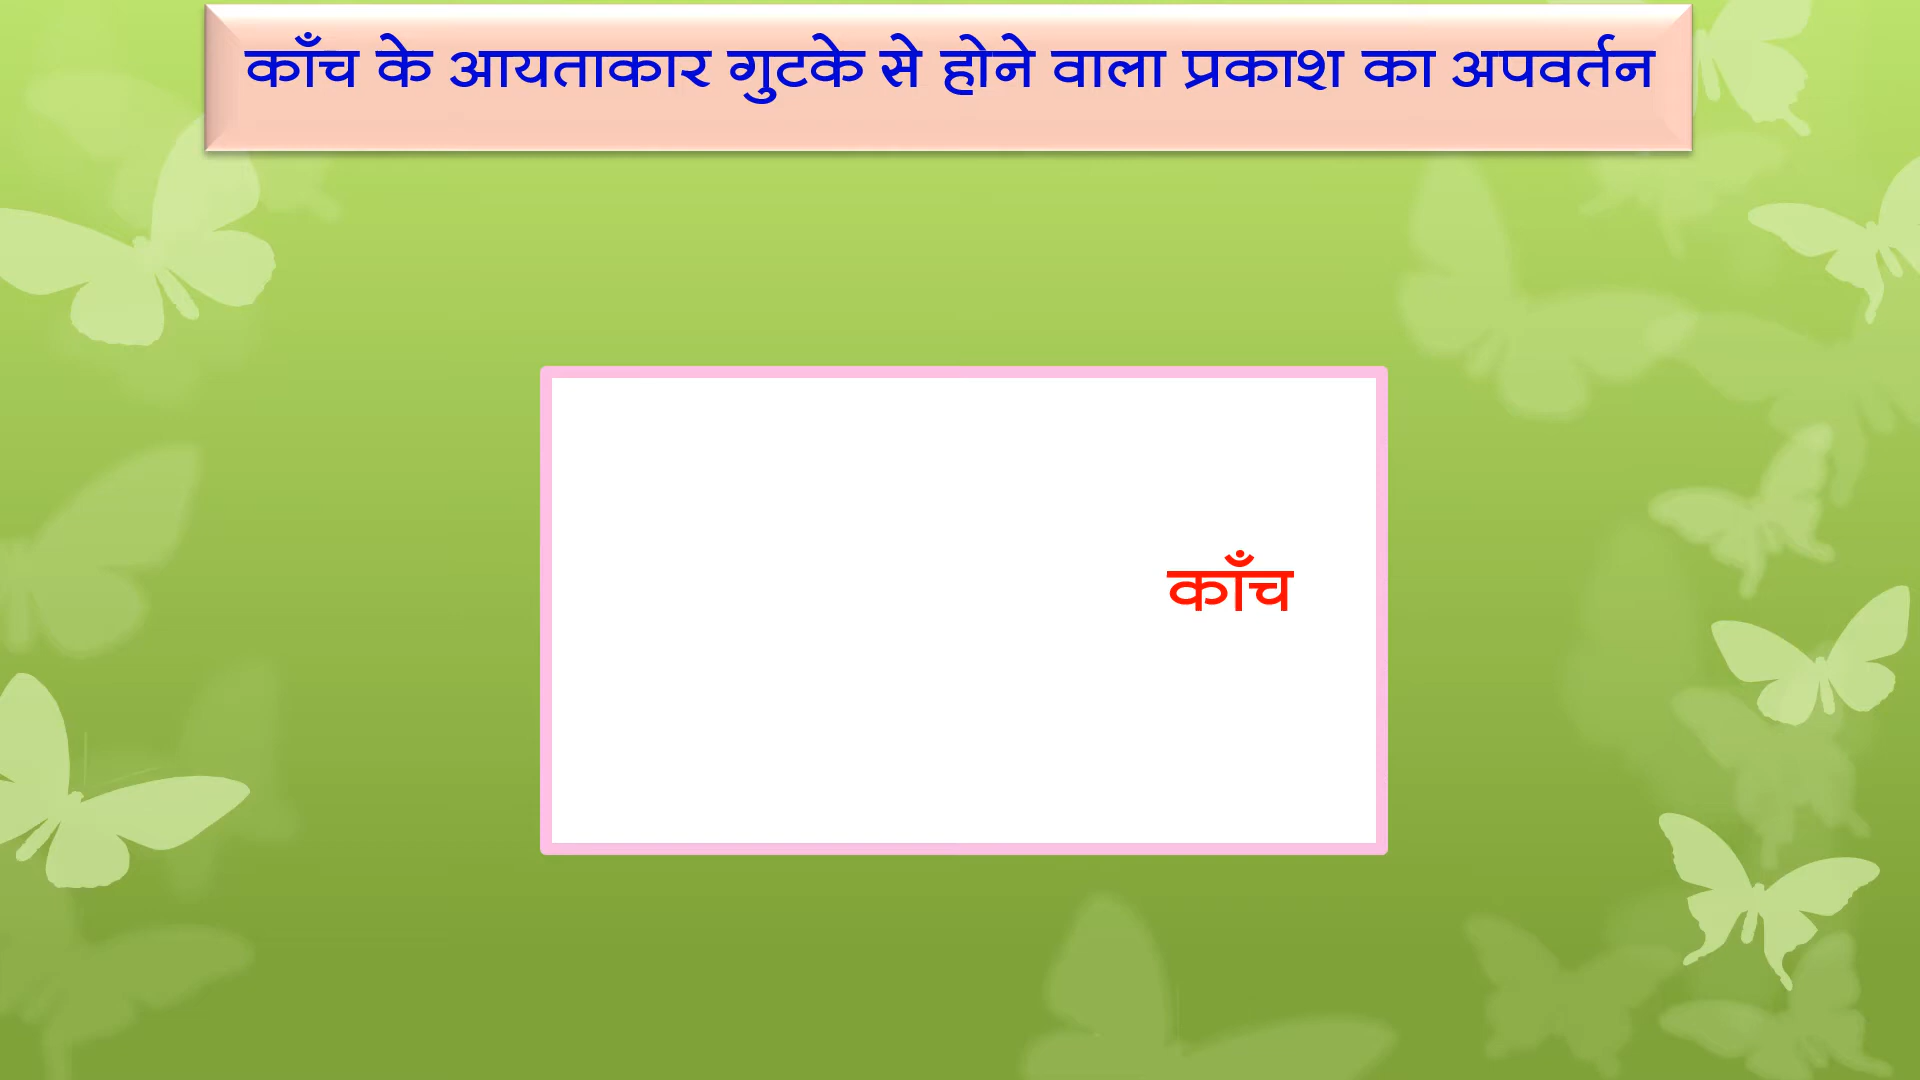 काँच के आयताकार गुटके से होने वाला प्रकाश का अपवर्तन
काँच